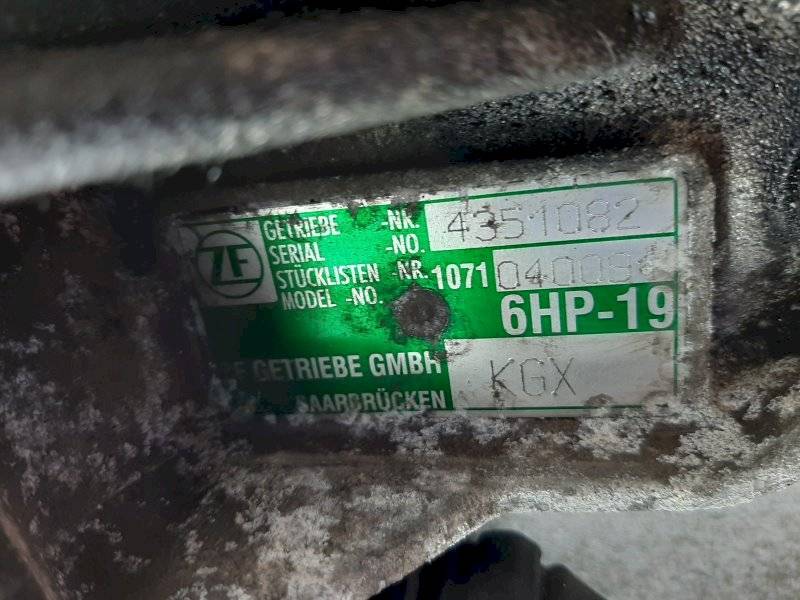 ZF
GETRIEBE -NR. 4351082
SERIAL -NO.
STÜCKLISTEN -NR. 1071
MODEL -NO.
6HP-19
GETRIEBE GMBH
KGX
SAARBRÜCKEN